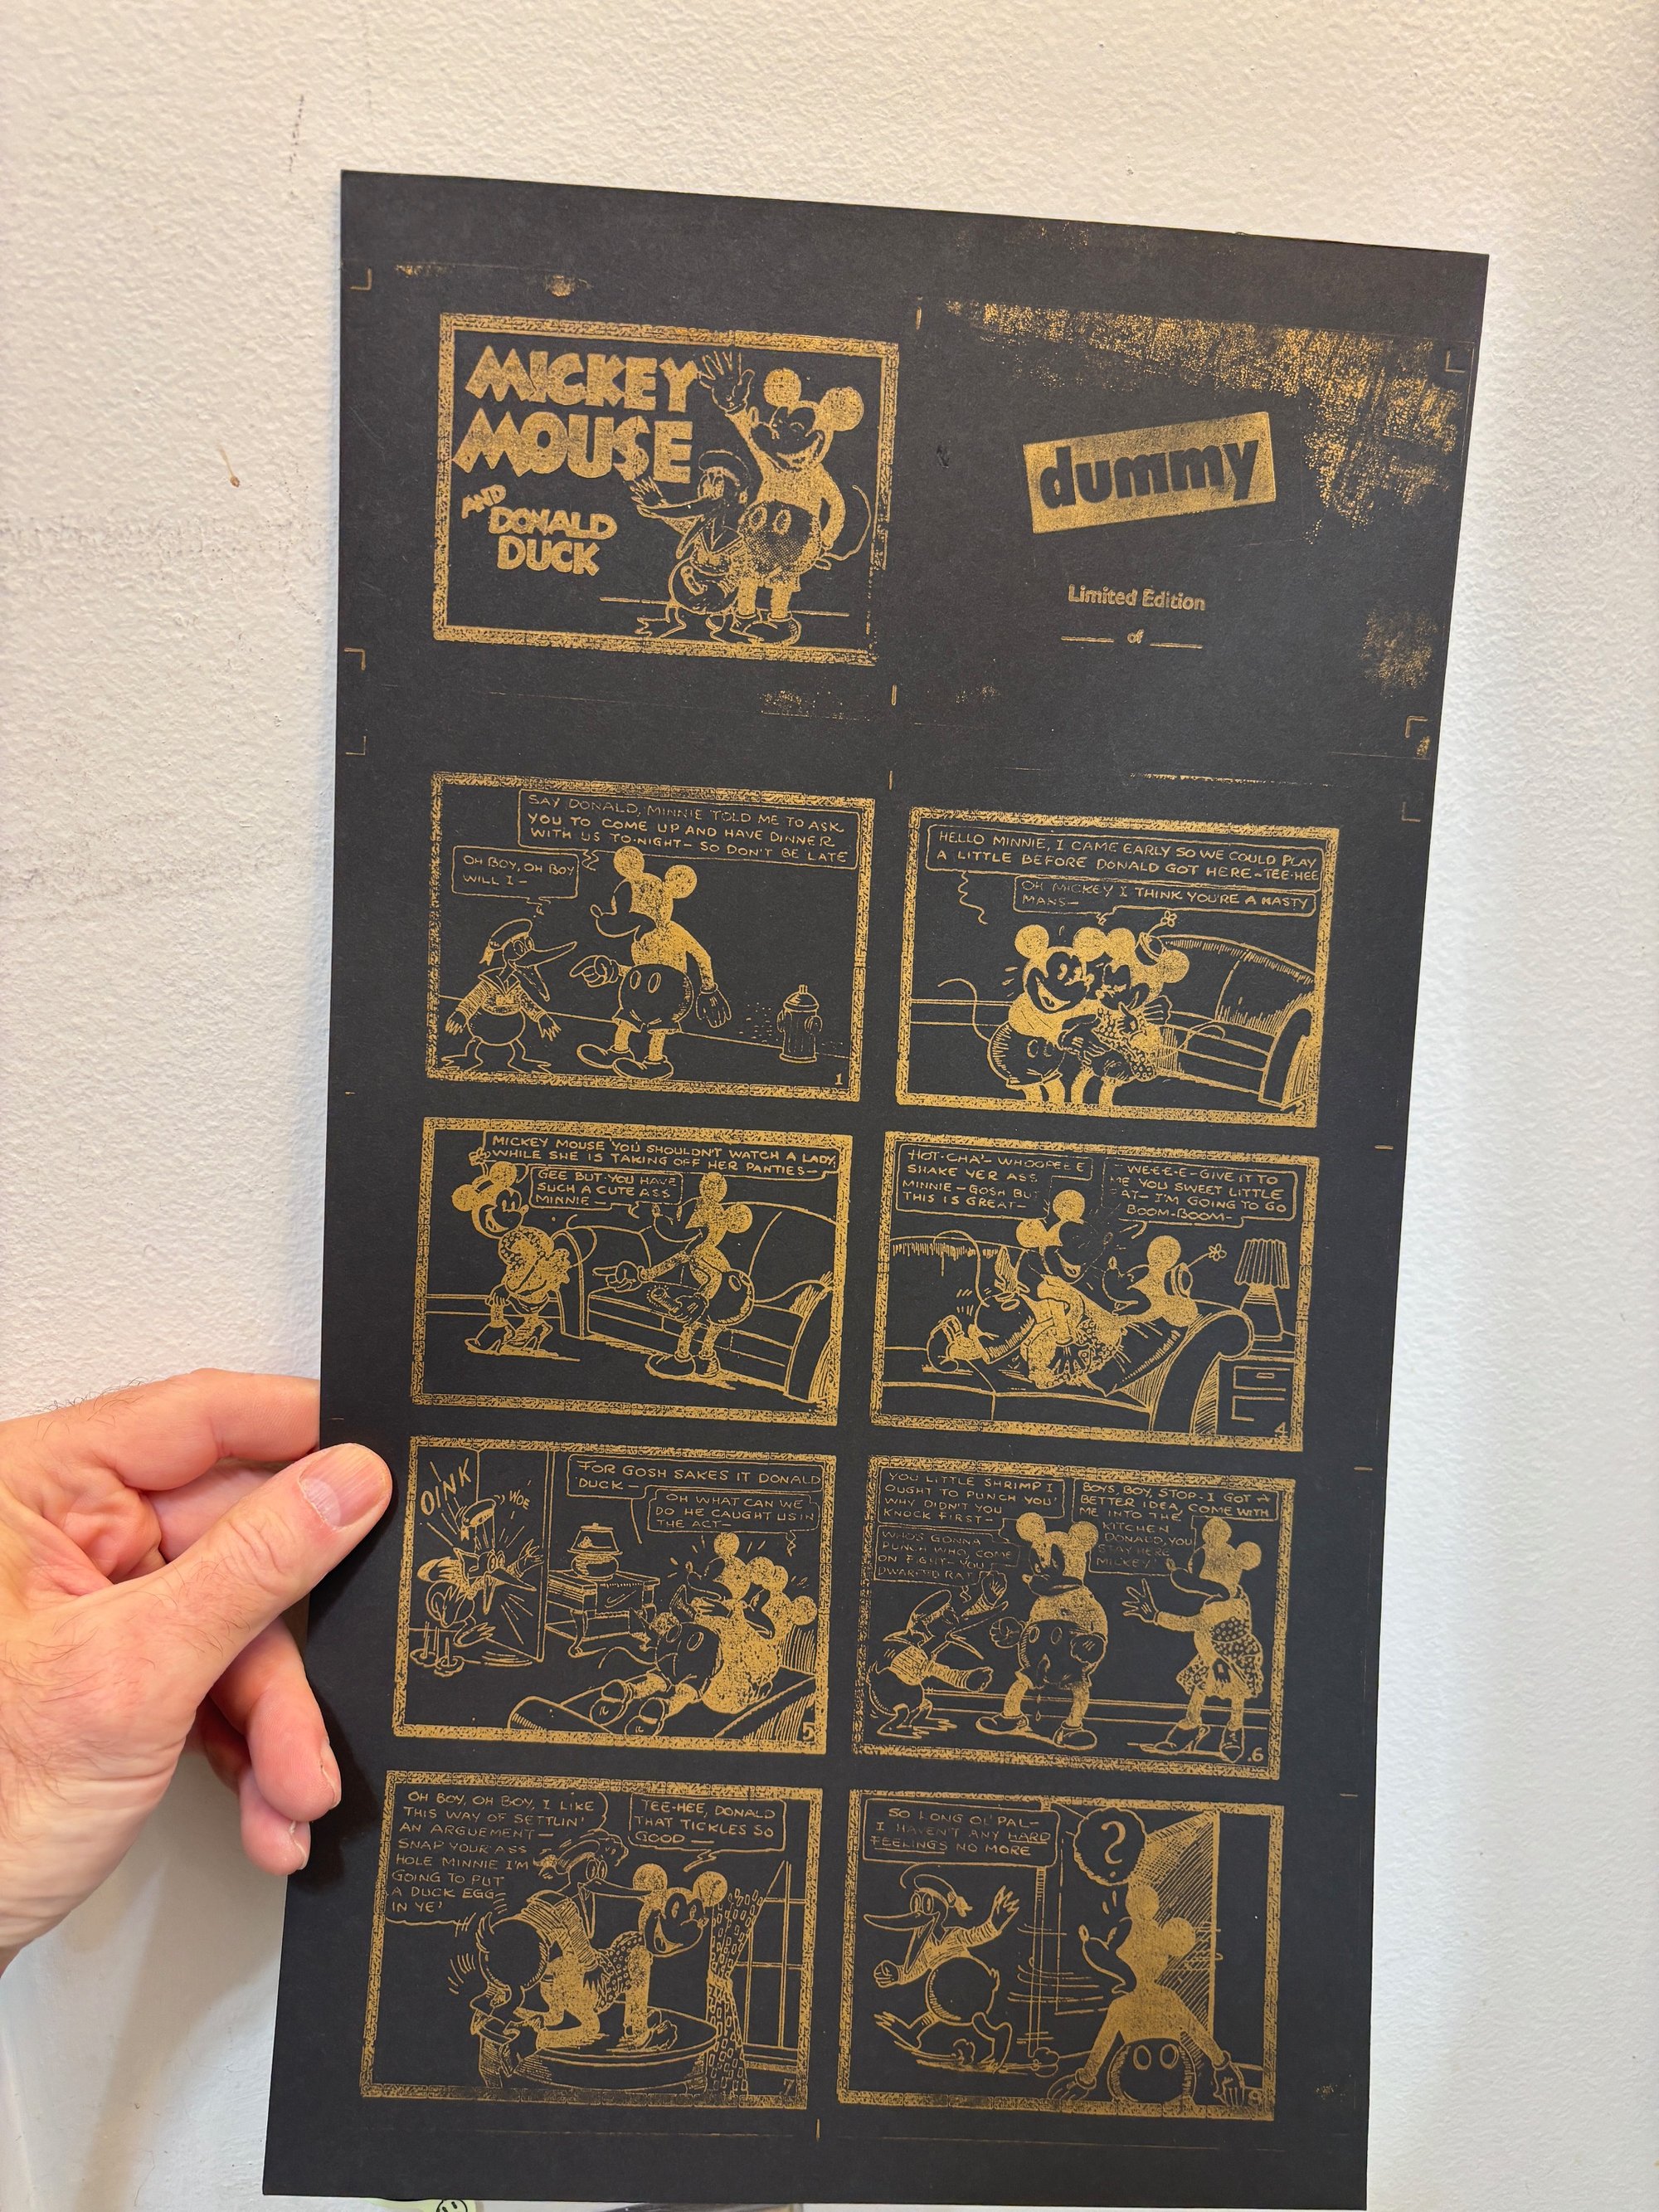 MICKEY
MOUSE
AND
DONALD
DUCK
dummy
Limited Edition
of
SAY DONALD, MINNIE TOLD ME TO ASK
YOU TO COME UP AND HAVE DINNER
WITH US TO-NIGHT- SO DON'T BE LATE
OH BOY, OH BOY
WILL I-
1
HELLO MINNIE, I CAME EARLY SO WE COULD PLAY
A LITTLE BEFORE DONALD GOT HERE-TEE-HEE
OH MICKEY I THINK YOU'RE A NASTY
MANS-
2
MICKEY MOUSE YOU SHOULDN'T WATCH A LADY
WHILE SHE IS TAKING OFF HER PANTIES-
GEE BUT YOU HAVE
SUCH A CUTE ASS
MINNIE-
3
HOT-CHA'- WHOOPEE E
SHAKE YER ASS
MINNIE-GOSH BUT
THIS IS GREAT-
WEEE-E-GIVE IT TO
ME YOU SWEET LITTLE
RAT- I'M GOING TO GO
BOOM-BOOM-
4
OINK
WOE
FOR GOSH SAKES IT DONALD
DUCK-
OH WHAT CAN WE
DO HE CAUGHT US IN
THE ACT-
5
YOU LITTLE SHRIMP I
OUGHT TO PUNCH YOU'
WHY DIDN'T YOU
KNOCK FIRST-
WHO'S GONNA
PUNCH WHO, COME
ON FIGHT-YOU
DWARFED RAT
BOYS, BOY, STOP-I GOT A
BETTER IDEA, COME WITH
ME INTO THE
KITCHEN
DONALD, YOU
STAY HERE
MICKEY'
6
OH BOY, OH BOY, I LIKE
THIS WAY OF SETTLIN'
AN ARGUEMENT-
SNAP YOUR ASS
HOLE MINNIE I'M
GOING TO PUT
A DUCK EGG-
IN YE'
TEE-HEE, DONALD
THAT TICKLES SO
GOOD-
7
SO LONG OL' PAL-
I HAVEN'T ANY HARD
FEELINGS NO MORE
?
8